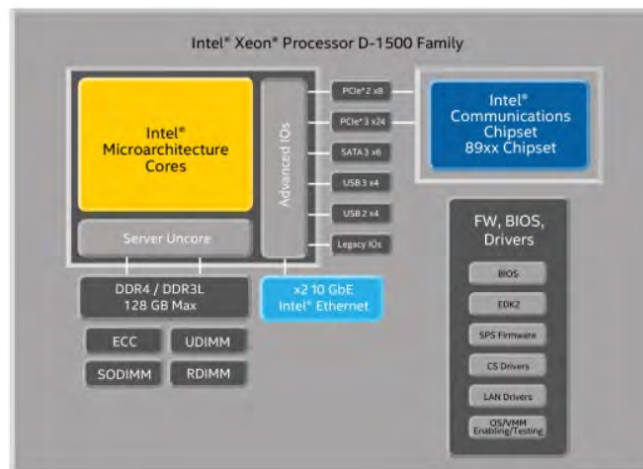 Intel® Xeon® Processor D-1500 Family
Intel®
Microarchitecture
Cores
Server Uncore
Advanced IOs
PCIe® 2 x8
PCIe® 3 x24
SATA 3 x6
USB 3 x4
USB 2 x4
Legacy IOs
Intel®
Communications
Chipset
89xx Chipset
DDR4 / DDR3L
128 GB Max
x2 10 GbE
Intel® Ethernet
ECC
UDIMM
SODIMM
RDIMM
FW, BIOS,
Drivers
BIOS
EDK2
SPS Firmware
CS Drivers
LAN Drivers
OS/VMM
Enabling/Testing